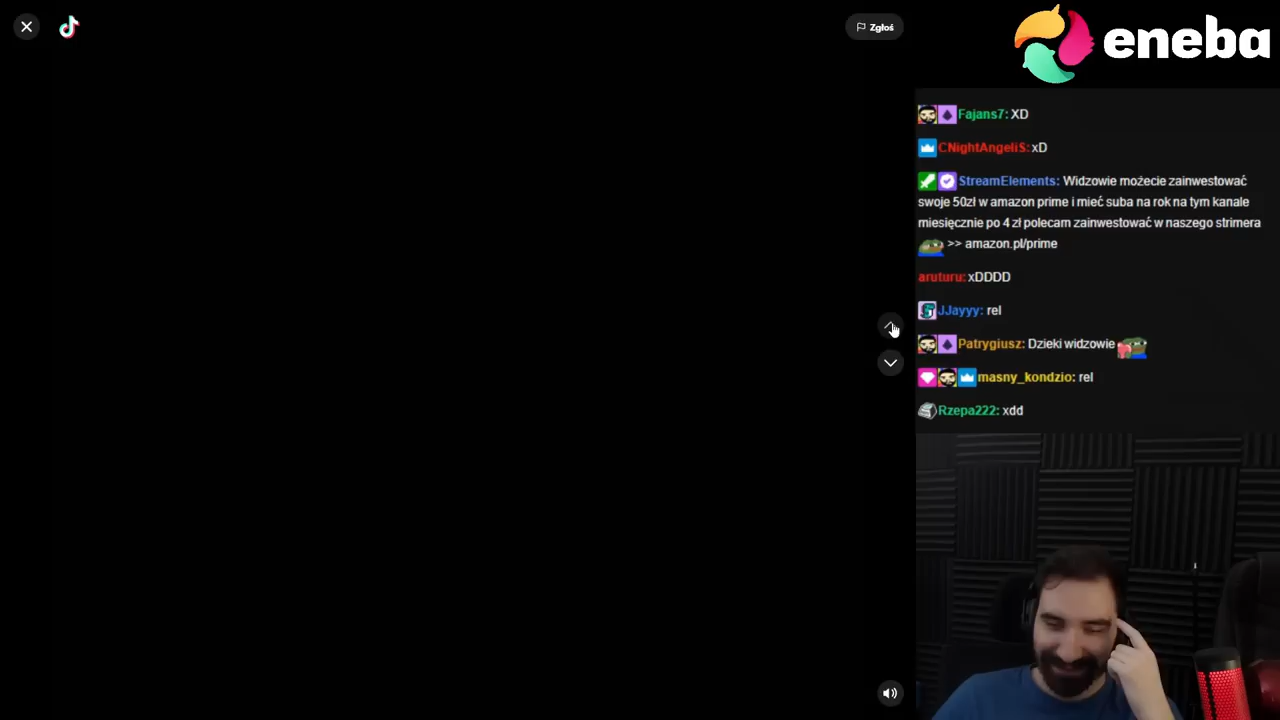 Zgłoś
eneba
Fajans7: XD
CNightAngeliS: xD
StreamElements: Widzowie możecie zainwestować
swoje 50zł w amazon prime i mieć suba na rok na tym kanale
miesięcznie po 4 zł polecam zainwestować w naszego strimera
>> amazon.pl/prime
aruturu: xDDDD
JJayyy: rel
Patrygiusz: Dzieki widzowie
masny_kondzio: rel
Rzepa222: xdd